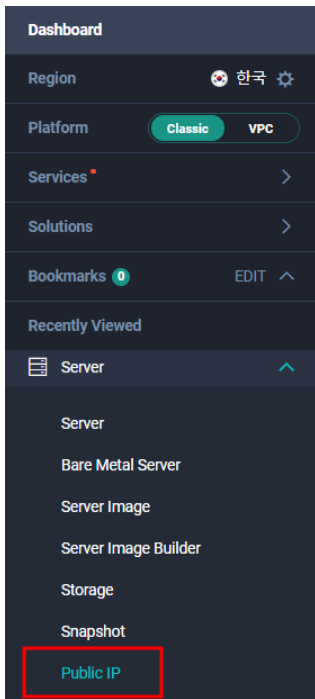 Dashboard
Region 한국
Platform Classic VPC
Services
Solutions
Bookmarks 0 EDIT
Recently Viewed
Server
Server
Bare Metal Server
Server Image
Server Image Builder
Storage
Snapshot
Public IP